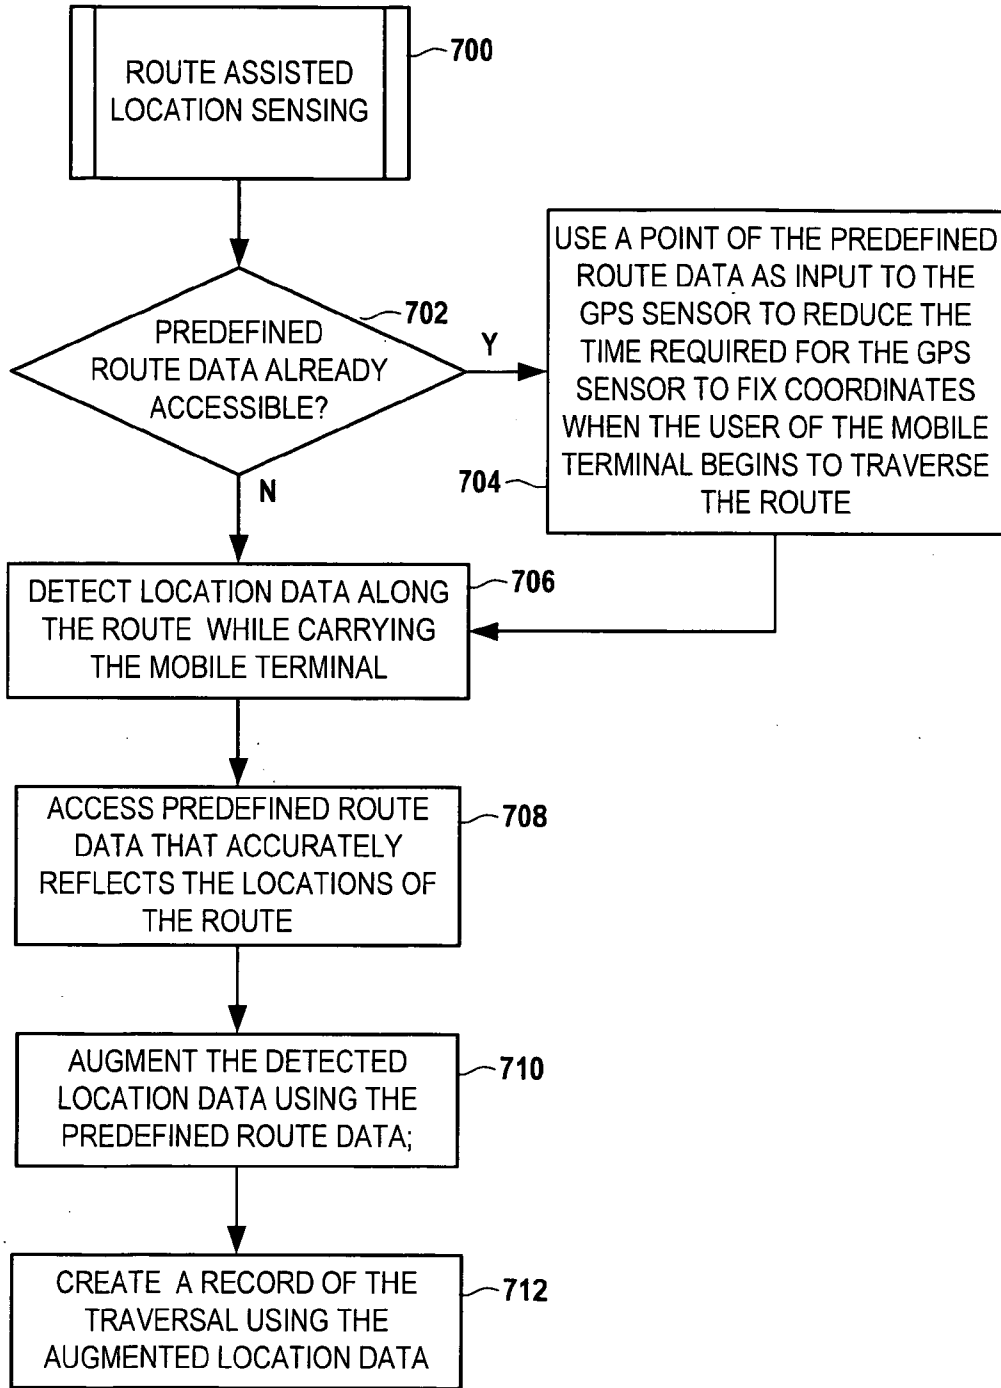 ROUTE ASSISTED
LOCATION SENSING
700
PREDEFINED
ROUTE DATA ALREADY
ACCESSIBLE?
702
Y
N
USE A POINT OF THE PREDEFINED
ROUTE DATA AS INPUT TO THE
GPS SENSOR TO REDUCE THE
TIME REQUIRED FOR THE GPS
SENSOR TO FIX COORDINATES
WHEN THE USER OF THE MOBILE
TERMINAL BEGINS TO TRAVERSE
THE ROUTE
704
DETECT LOCATION DATA ALONG
THE ROUTE WHILE CARRYING
THE MOBILE TERMINAL
706
ACCESS PREDEFINED ROUTE
DATA THAT ACCURATELY
REFLECTS THE LOCATIONS OF
THE ROUTE
708
AUGMENT THE DETECTED
LOCATION DATA USING THE
PREDEFINED ROUTE DATA;
710
CREATE A RECORD OF THE
TRAVERSAL USING THE
AUGMENTED LOCATION DATA
712